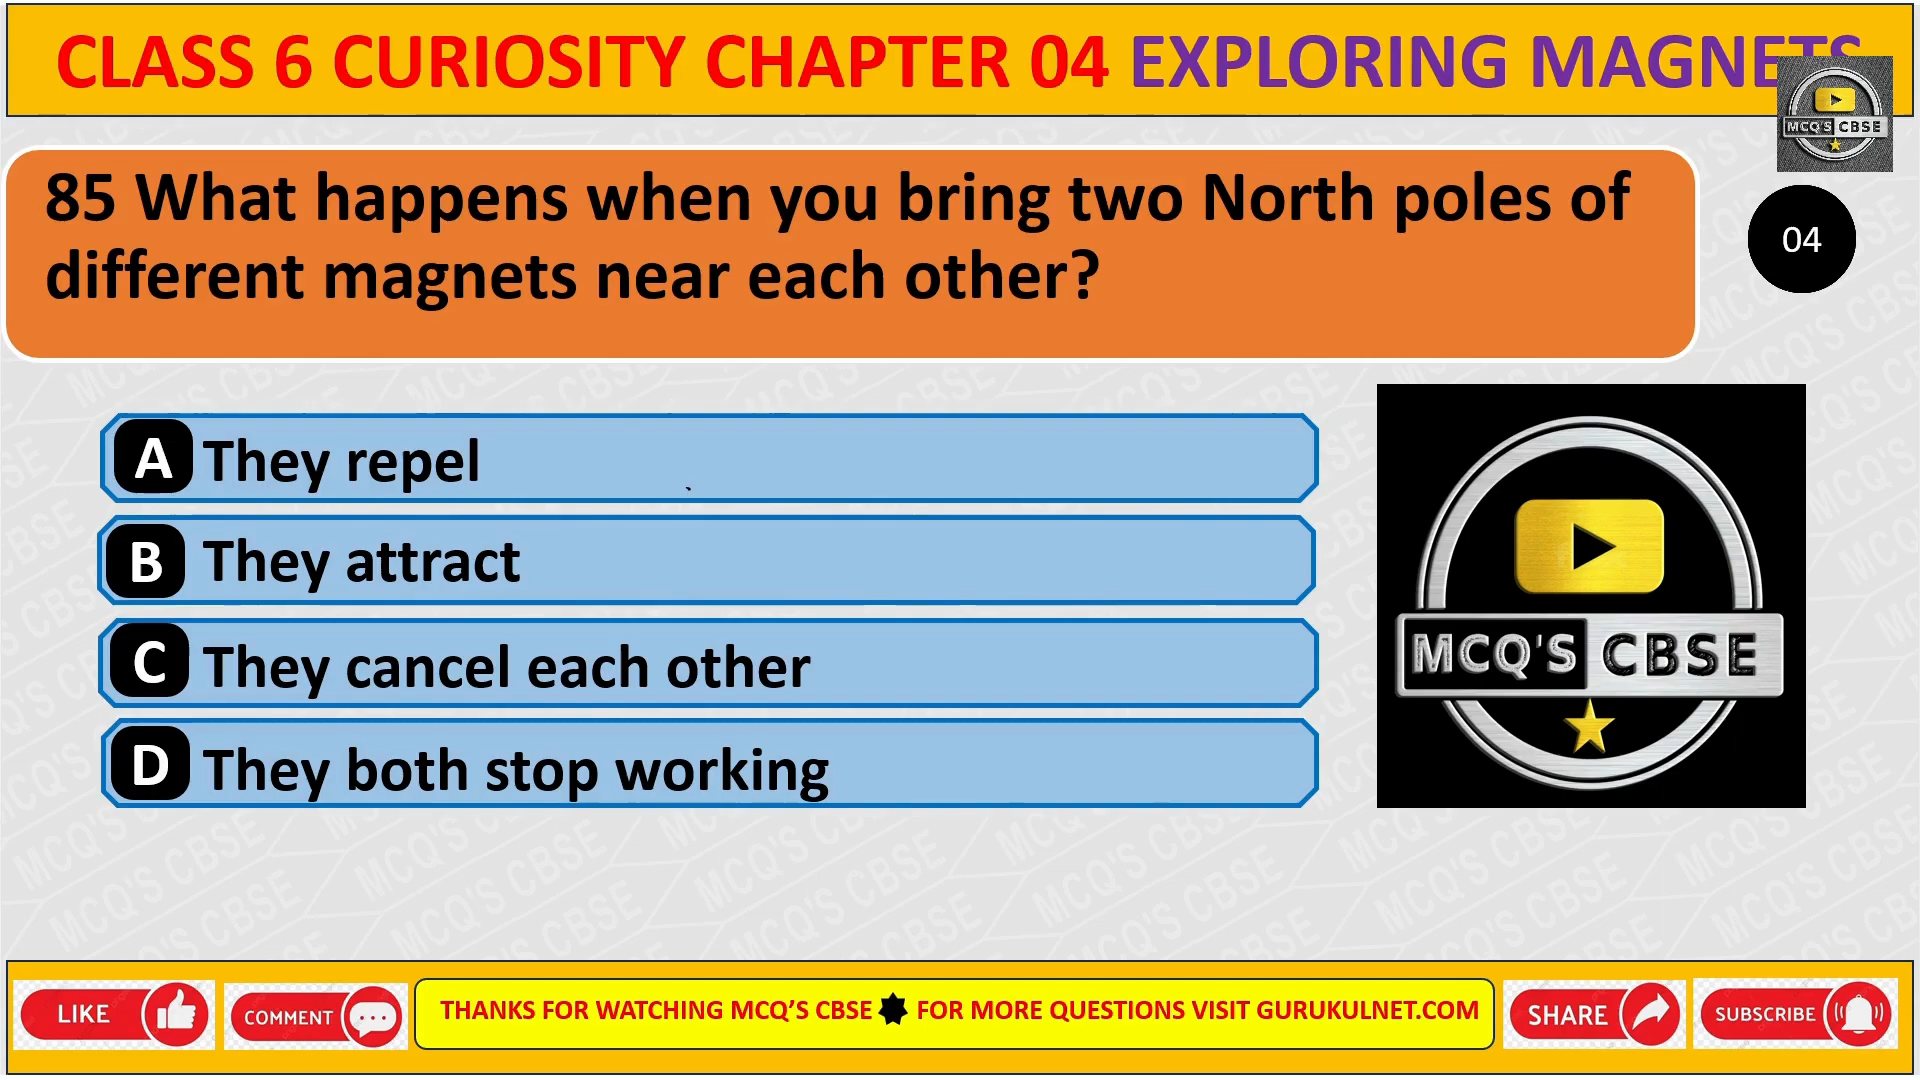 CLASS 6 CURIOSITY CHAPTER 04 EXPLORING MAGNETS
MCQ'S CBSE
85 What happens when you bring two North poles of
different magnets near each other?
04
A They repel
B They attract
C They cancel each other
D They both stop working
MCQ'S CBSE
LIKE
COMMENT
THANKS FOR WATCHING MCQ’S CBSE FOR MORE QUESTIONS VISIT GURUKULNET.COM
SHARE
SUBSCRIBE